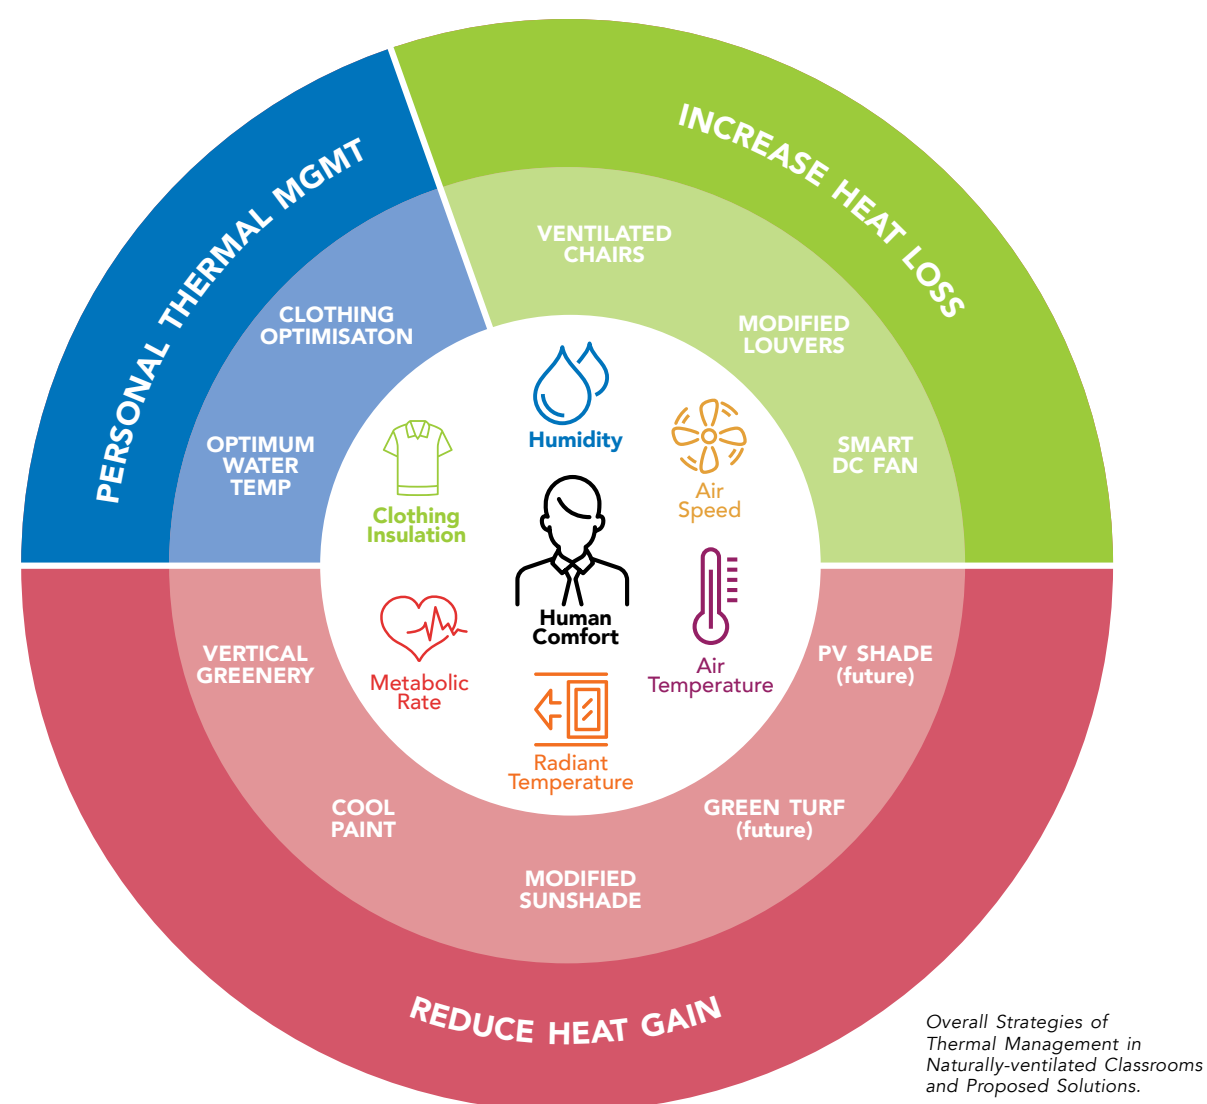 PERSONAL THERMAL MGMT
INCREASE HEAT LOSS
VENTILATED
CHAIRS
CLOTHING
OPTIMISATON
MODIFIED
LOUVERS
OPTIMUM
WATER
TEMP
SMART
DC FAN
Humidity
Air
Speed
Clothing
Insulation
Human
Comfort
Air
Temperature
Metabolic
Rate
Radiant
Temperature
VERTICAL
GREENERY
PV SHADE
(future)
COOL
PAINT
GREEN TURF
(future)
MODIFIED
SUNSHADE
REDUCE HEAT GAIN
Overall Strategies of
Thermal Management in
Naturally-ventilated Classrooms
and Proposed Solutions.